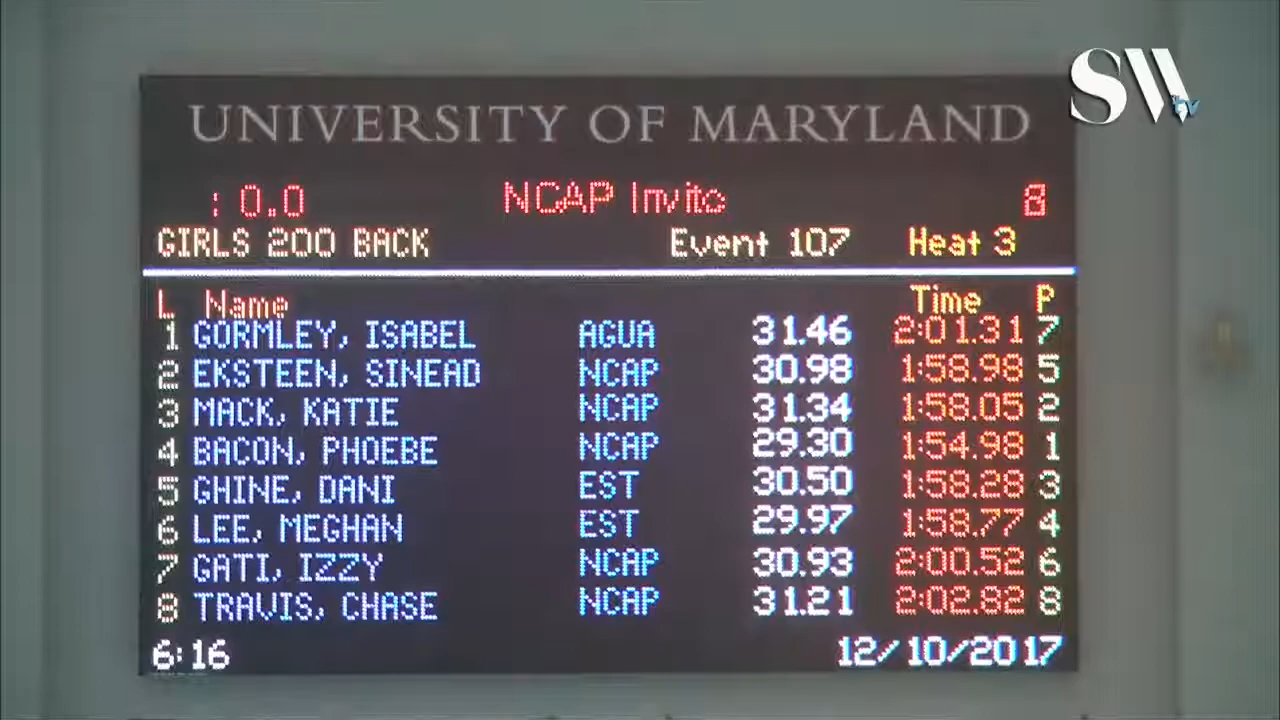 SW tv
UNIVERSITY OF MARYLAND
: 0.0 NCAP Invite 8
GIRLS 200 BACK Event 107 Heat 3
L Name Time P
1 GORMLEY, ISABEL AGUA 31.46 2:01.31 7
2 EKSTEEN, SINEAD NCAP 30.98 1:58.98 5
3 MACK, KATIE NCAP 31.34 1:58.05 2
4 BACON, PHOEBE NCAP 29.30 1:54.98 1
5 GHINE, DANI EST 30.50 1:58.28 3
6 LEE, MEGHAN EST 29.97 1:58.77 4
7 GATI, IZZY NCAP 30.93 2:00.52 6
8 TRAVIS, CHASE NCAP 31.21 2:02.82 8
6:16 12/10/2017